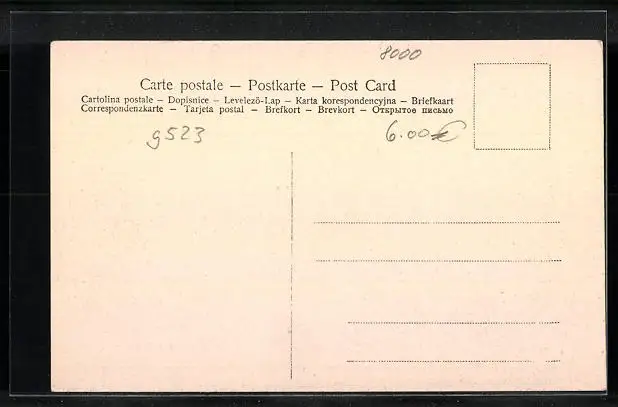 8000
Carte postale – Postkarte – Post Card
Cartolina postale – Dopisnice – Levelező-Lap – Karta korespondencyjna – Briefkaart
Correspondenzkarte – Tarjeta postal – Brefkort – Brevkort – Открытое письмо
9523
6.00€